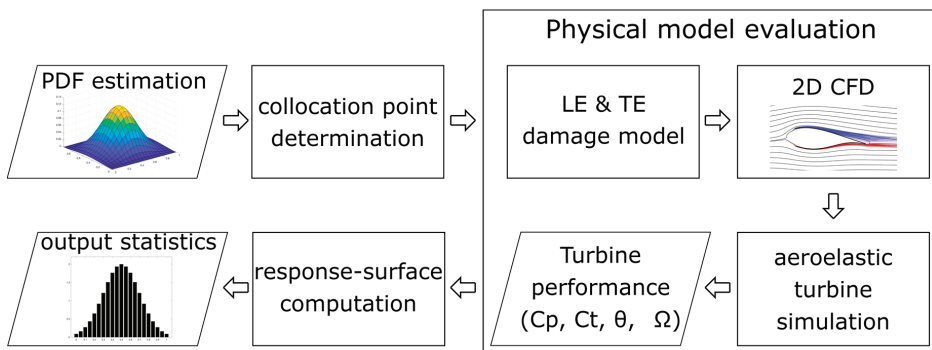 Physical model evaluation
PDF estimation
collocation point
determination
LE & TE
damage model
2D CFD
output statistics
response-surface
computation
Turbine
performance
(Cp, Ct, θ, Ω)
aeroelastic
turbine
simulation